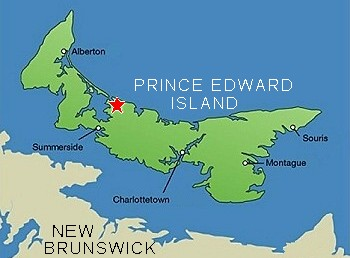 Alberton
PRINCE EDWARD
ISLAND
Souris
Summerside
Montague
Charlottetown
NEW
BRUNSWICK